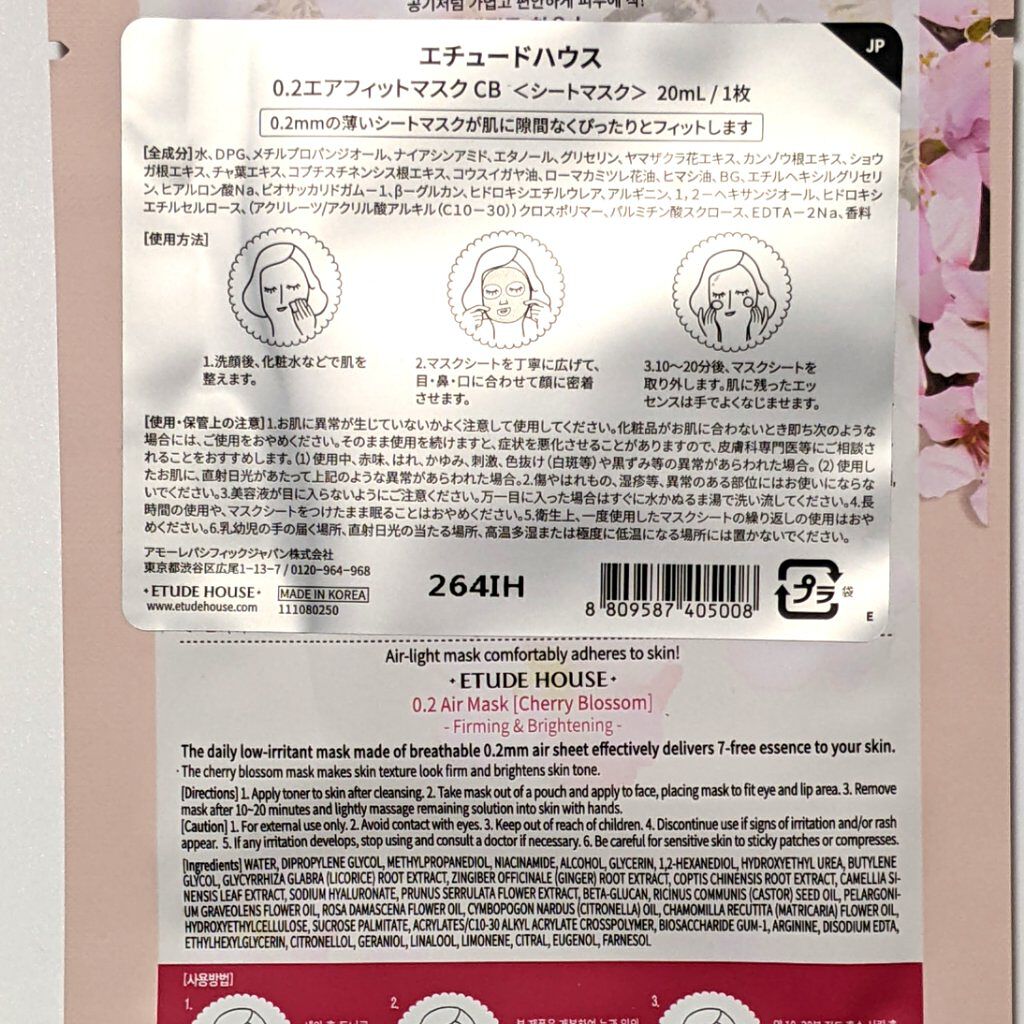 공기처럼 가볍고 편안하게 피부에 착!
JP
エチュードハウス
0.2エアフィットマスク CB ＜シートマスク＞ 20mL / 1枚
0.2mmの薄いシートマスクが肌に隙間なくぴったりとフィットします
[全成分]水、DPG、メチルプロパンジオール、ナイアシンアミド、エタノール、グリセリン、ヤマザクラ花エキス、カンゾウ根エキス、ショウ
ガ根エキス、チャ葉エキス、コプチスチネンシス根エキス、コウスイガヤ油、ローマカミツレ花油、ヒマシ油、BG、エチルヘキシルグリセリ
ン、ヒアルロン酸Na、ビオサッカリドガム－1、β－グルカン、ヒドロキシエチルウレア、アルギニン、1，2－ヘキサンジオール、ヒドロキシ
エチルセルロース、（アクリレーツ/アクリル酸アルキル（C10－30））クロスポリマー、パルミチン酸スクロース、EDTA－2Na、香料
[使用方法]
1.洗顔後、化粧水などで肌を
整えます。
2.マスクシートを丁寧に広げて、
目・鼻・口に合わせて顔に密着
させます。
3.10～20分後、マスクシートを
取り外します。肌に残ったエッ
センスは手でよくなじませます。
[使用・保管上の注意]1.お肌に異常が生じていないかよく注意して使用してください。化粧品がお肌に合わないとき即ち次のような
場合には、ご使用をおやめください。そのまま使用を続けますと、症状を悪化させることがありますので、皮膚科専門医等にご相談さ
れることをおすすめします。（1）使用中、赤味、はれ、かゆみ、刺激、色抜け（白斑等）や黒ずみ等の異常があらわれた場合。（2）使用し
たお肌に、直射日光があたって上記のような異常があらわれた場合。2.傷やはれもの、湿疹等、異常のある部位にはお使いにならな
いでください。3.美容液が目に入らないようにご注意ください。万一目に入った場合はすぐに水かぬるま湯で洗い流してください。4.長
時間の使用や、マスクシートをつけたまま眠ることはおやめください。5.衛生上、一度使用したマスクシートの繰り返しの使用はおや
めください。6.乳幼児の手の届く場所、直射日光の当たる場所、高温多湿または極度に低温になる場所には置かないでください。
アモーレパシフィックジャパン株式会社
東京都渋谷区広尾1-13-7 / 0120-964-968
ETUDE HOUSE MADE IN KOREA
www.etudehouse.com 111080250
264IH
8 809587 405008
プラ 袋
E
Air-light mask comfortably adheres to skin!
ETUDE HOUSE
0.2 Air Mask [Cherry Blossom]
- Firming & Brightening -
The daily low-irritant mask made of breathable 0.2mm air sheet effectively delivers 7-free essence to your skin.
· The cherry blossom mask makes skin texture look firm and brightens skin tone.
[Directions] 1. Apply toner to skin after cleansing. 2. Take mask out of a pouch and apply to face, placing mask to fit eye and lip area. 3. Remove
mask after 10~20 minutes and lightly massage remaining solution into skin with hands.
[Caution] 1. For external use only. 2. Avoid contact with eyes. 3. Keep out of reach of children. 4. Discontinue use if signs of irritation and/or rash
appear. 5. If any irritation develops, stop using and consult a doctor if necessary. 6. Be careful for sensitive skin to sticky patches or compresses.
[Ingredients] WATER, DIPROPYLENE GLYCOL, METHYLPROPANEDIOL, NIACINAMIDE, ALCOHOL, GLYCERIN, 1,2-HEXANEDIOL, HYDROXYETHYL UREA, BUTYLENE
GLYCOL, GLYCYRRHIZA GLABRA (LICORICE) ROOT EXTRACT, ZINGIBER OFFICINALE (GINGER) ROOT EXTRACT, COPTIS CHINENSIS ROOT EXTRACT, CAMELLIA SI-
NENSIS LEAF EXTRACT, SODIUM HYALURONATE, PRUNUS SERRULATA FLOWER EXTRACT, BETA-GLUCAN, RICINUS COMMUNIS (CASTOR) SEED OIL, PELARGONI-
UM GRAVEOLENS FLOWER OIL, ROSA DAMASCENA FLOWER OIL, CYMBOPOGON NARDUS (CITRONELLA) OIL, CHAMOMILLA RECUTITA (MATRICARIA) FLOWER OIL,
HYDROXYETHYLCELLULOSE, SUCROSE PALMITATE, ACRYLATES/C10-30 ALKYL ACRYLATE CROSSPOLYMER, BIOSACCHARIDE GUM-1, ARGININE, DISODIUM EDTA,
ETHYLHEXYLGLYCERIN, CITRONELLOL, GERANIOL, LINALOOL, LIMONENE, CITRAL, EUGENOL, FARNESOL
[사용방법]
1.
2.
3.